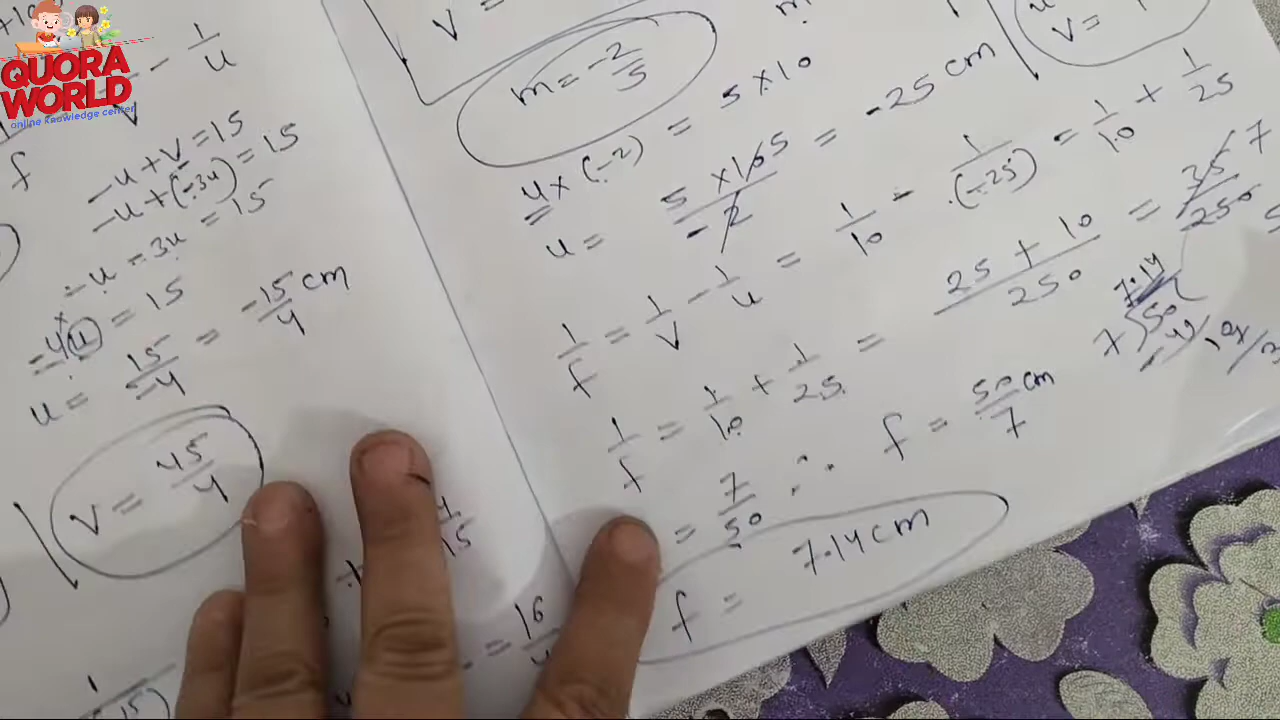 QUORA
WORLD
online knowledge center
- 1/u
f
-u+v=15
-u+(-3u)=15
-u-3u=15
-4u=15
u= 15/-4 = -15/4 cm
v= 45/4
v=
m=-2/5
u×(-2) = 5×10
u= 5×10/-2 = -25 cm
1/f = 1/v - 1/u = 1/10 - 1/(-25) = 1/10 + 1/25
1/f = 1/10 + 1/25 = 25+10/250 = 35/250
= 7/50 ∴ f = 50/7 cm
f = 7.14 cm
7.14
7)50
49
v=